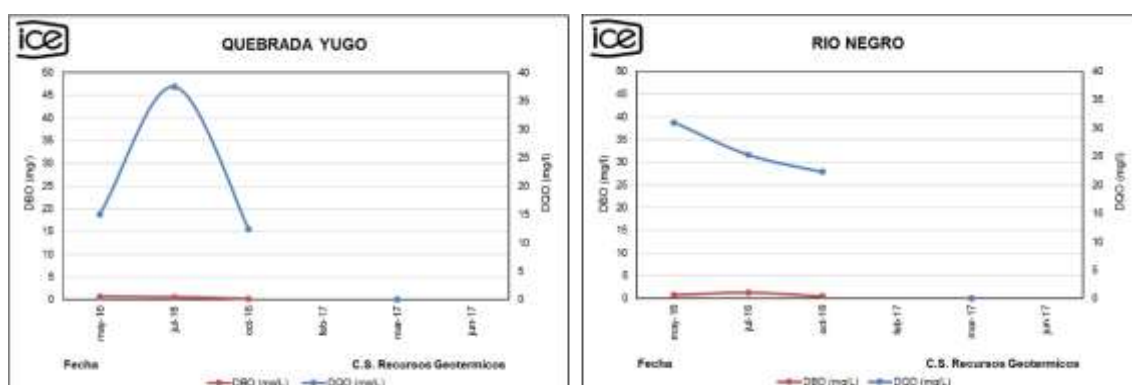 ice
QUEBRADA YUGO
50
45
40
35
30
25
20
15
10
5
0
DBO (mg/l)
40
35
30
25
20
15
10
5
0
DQO (mg/l)
may-16
jul-16
oct-16
feb-17
mar-17
jun-17
Fecha
C.S. Recursos Geotermicos
DBO (mg/L)
DQO (mg/L)
ice
RIO NEGRO
50
45
40
35
30
25
20
15
10
5
0
DBO (mg/L)
40
35
30
25
20
15
10
5
0
DQO (mg/l)
may-16
jul-16
oct-16
feb-17
mar-17
jun-17
Fecha
C.S. Recursos Geotermicos
DBO (mg/L)
DQO (mg/L)